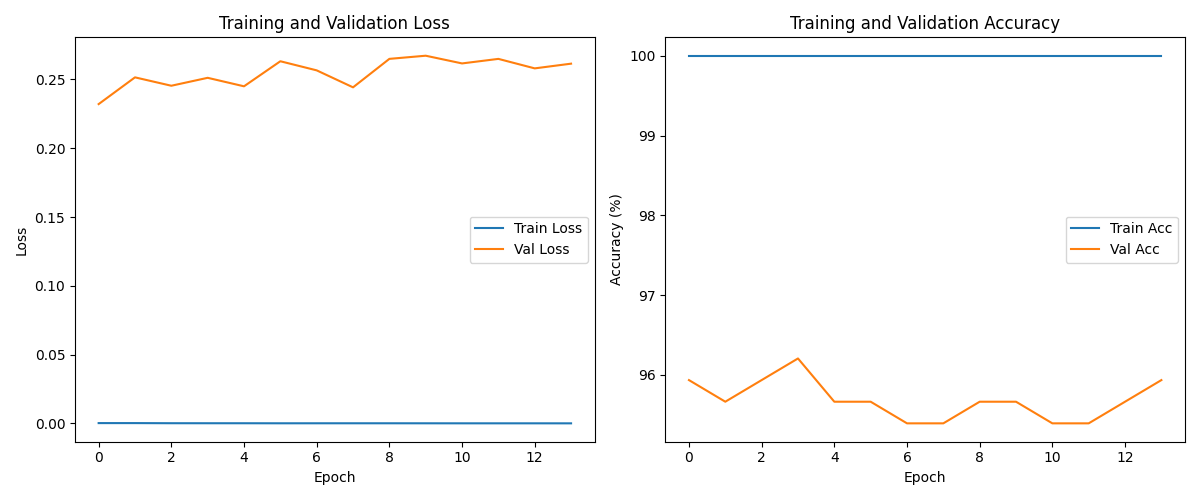 Training and Validation Loss
0.25
0.20
0.15
0.10
0.05
0.00
Loss
Train Loss
Val Loss
0 2 4 6 8 10 12
Epoch
Training and Validation Accuracy
100
99
98
97
96
Accuracy (%)
Train Acc
Val Acc
0 2 4 6 8 10 12
Epoch